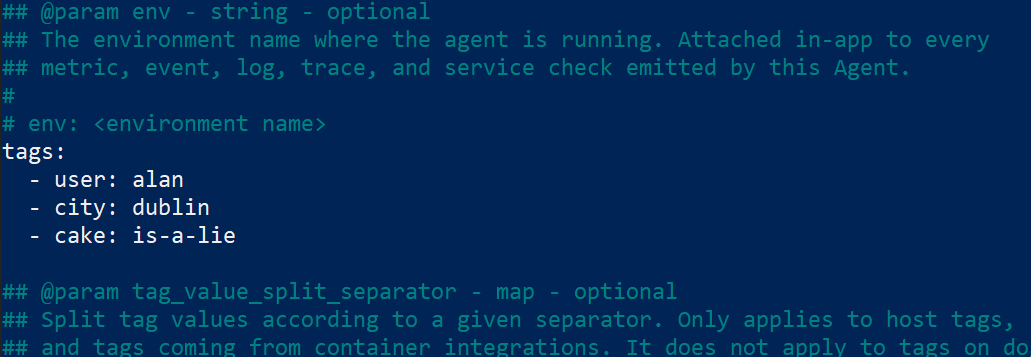 ## @param env - string - optional
## The environment name where the agent is running. Attached in-app to every
## metric, event, log, trace, and service check emitted by this Agent.
#
# env: <environment name>
tags:
  - user: alan
  - city: dublin
  - cake: is-a-lie

## @param tag_value_split_separator - map - optional
## Split tag values according to a given separator. Only applies to host tags,
## and tags coming from container integrations. It does not apply to tags on do